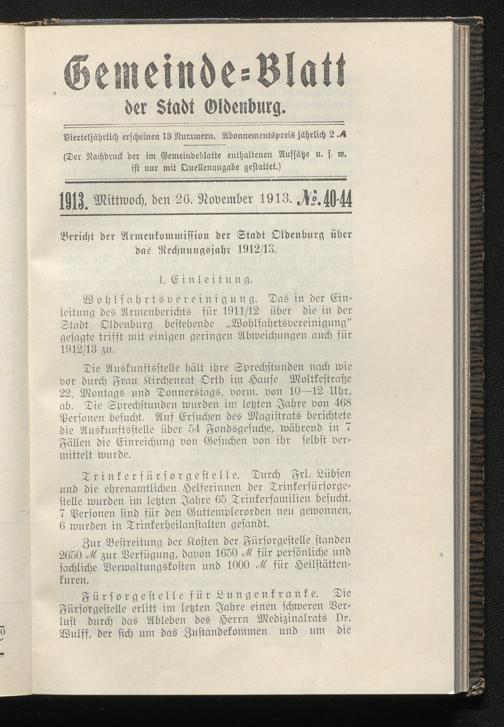 Gemeinde=Blatt
der Stadt Oldenburg.
Vierteljährlich erscheinen 13 Nummern. Abonnementspreis jährlich 2 ℳ
(Der Nachdruck der im Gemeindeblatte enthaltenen Aufsätze u. s. w.
ist nur mit Quellenangabe gestattet.)
1913. Mittwoch, den 26. November 1913. №. 40-44
Bericht der Armenkommission der Stadt Oldenburg über
das Rechnungsjahr 1912/13.
I. Einleitung.
Wohlfahrtsvereinigung. Das in der Ein-
leitung des Armenberichts für 1911/12 über die in der
Stadt Oldenburg bestehende „Wohlfahrtsvereinigung"
gesagte trifft mit einigen geringen Abweichungen auch für
1912/13 zu.
Die Auskunftsstelle hält ihre Sprechstunden nach wie
vor durch Frau Kirchenrat Orth im Hause Moltkestraße
22, Montags und Donnerstags, vorm. von 10—12 Uhr,
ab. Die Sprechstunden wurden im letzten Jahre von 468
Personen besucht. Auf Ersuchen des Magistrats berichtete
die Auskunftsstelle über 54 Fondsgesuche, während in 7
Fällen die Einreichung von Gesuchen von ihr selbst ver-
mittelt wurde.
Trinkerfürsorgestelle. Durch Frl. Lübsen
und die ehrenamtlichen Helferinnen der Trinkerfürsorge-
stelle wurden im letzten Jahre 65 Trinkerfamilien besucht.
7 Personen sind für den Guttemplerorden neu gewonnen,
6 wurden in Trinkerheilanstalten gesandt.
Zur Bestreitung der Kosten der Fürsorgestelle standen
2650 ℳ zur Verfügung, davon 1650 ℳ für persönliche und
sachliche Verwaltungskosten und 1000 ℳ für Heilstätten-
kuren.
Fürsorgestelle für Lungenkranke. Die
Fürsorgestelle erlitt im letzten Jahre einen schweren Ver-
lust durch das Ableben des Herrn Medizinalrats Dr.
Wulff, der sich um das Zustandekommen und um die